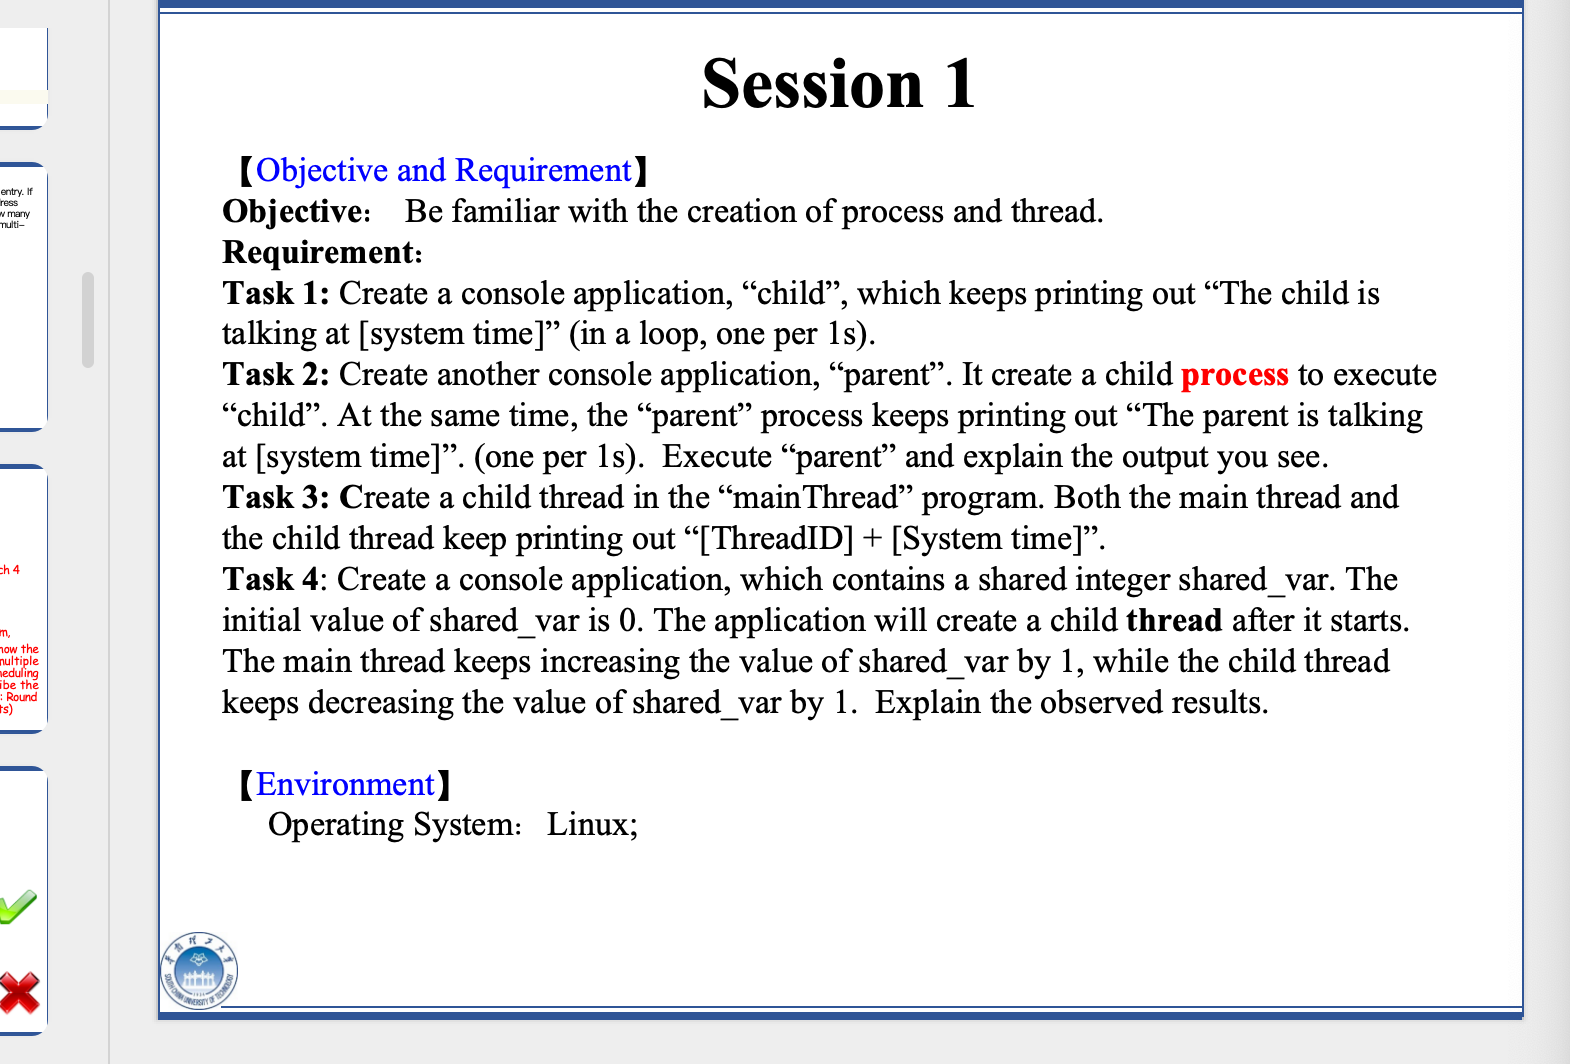 entry. If
ress
w many
multi-
ch 4
m,
how the
multiple
heduling
ibe the
: Round
ts)
Session 1
【Objective and Requirement】
Objective： Be familiar with the creation of process and thread.
Requirement：
Task 1: Create a console application, “child”, which keeps printing out “The child is
talking at [system time]” (in a loop, one per 1s).
Task 2: Create another console application, “parent”. It create a child process to execute
“child”. At the same time, the “parent” process keeps printing out “The parent is talking
at [system time]”. (one per 1s). Execute “parent” and explain the output you see.
Task 3: Create a child thread in the “mainThread” program. Both the main thread and
the child thread keep printing out “[ThreadID] + [System time]”.
Task 4: Create a console application, which contains a shared integer shared_var. The
initial value of shared_var is 0. The application will create a child thread after it starts.
The main thread keeps increasing the value of shared_var by 1, while the child thread
keeps decreasing the value of shared_var by 1. Explain the observed results.
【Environment】
Operating System： Linux;
SOUTH CHINA UNIVERSITY OF TECHNOLOGY